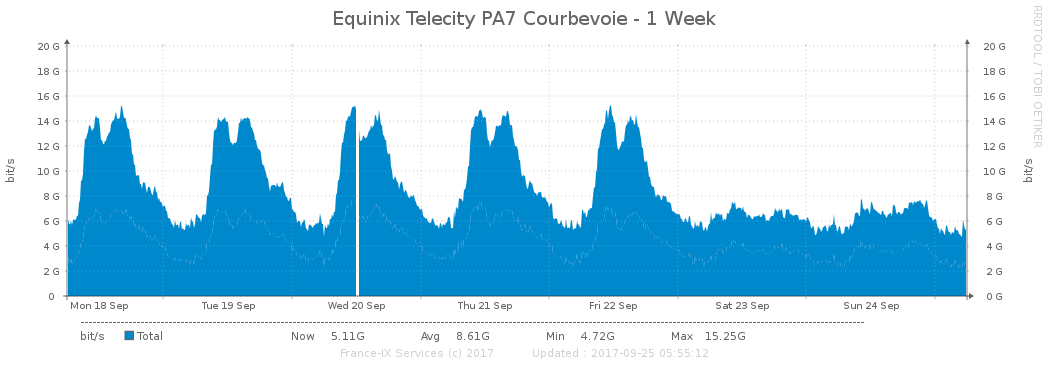 Equinix Telecity PA7 Courbevoie - 1 Week
RRDTOOL / TOBI OETIKER
20 G 20 G
18 G 18 G
16 G 16 G
14 G 14 G
12 G 12 G
10 G 10 G
8 G 8 G
6 G 6 G
4 G 4 G
2 G 2 G
0 0 G
bit/s
bit/s
Mon 18 Sep Tue 19 Sep Wed 20 Sep Thu 21 Sep Fri 22 Sep Sat 23 Sep Sun 24 Sep
bit/s Total Now 5.11G Avg 8.61G Min 4.72G Max 15.25G
France-IX Services (c) 2017 Updated : 2017-09-25 05:55:12